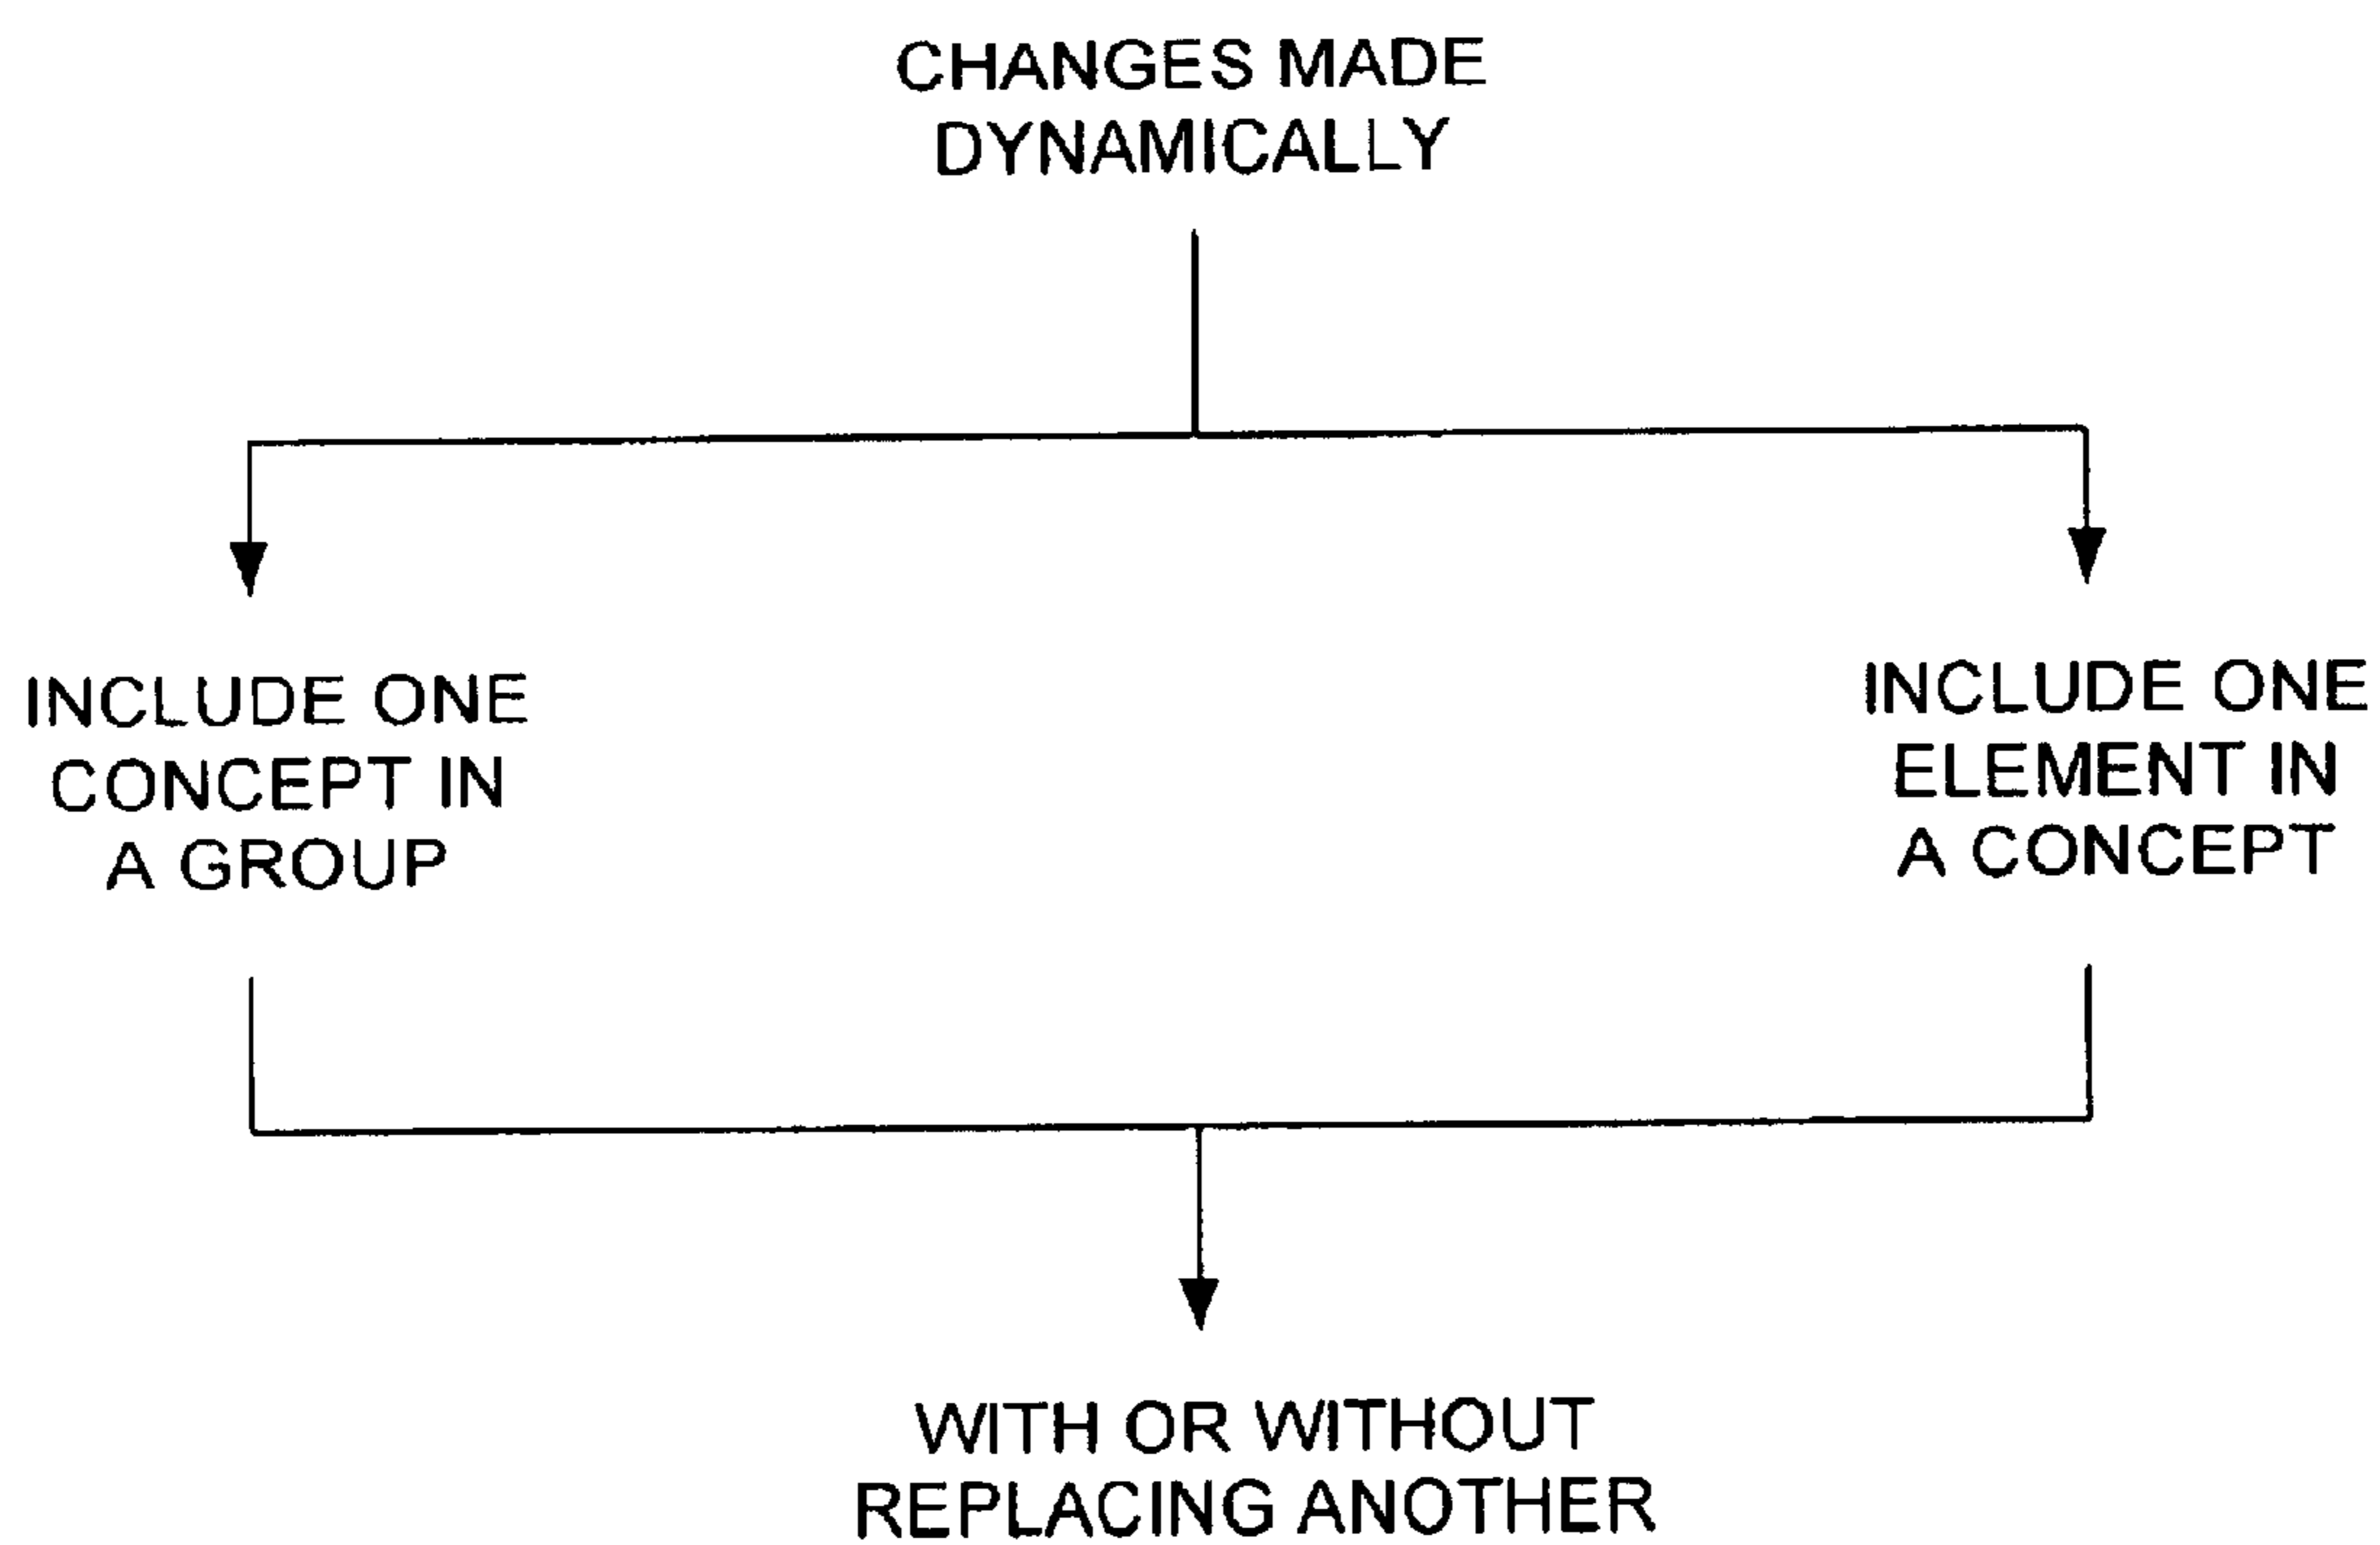 CHANGES MADE
DYNAMICALLY
INCLUDE ONE
CONCEPT IN
A GROUP
INCLUDE ONE
ELEMENT IN
A CONCEPT
WITH OR WITHOUT
REPLACING ANOTHER